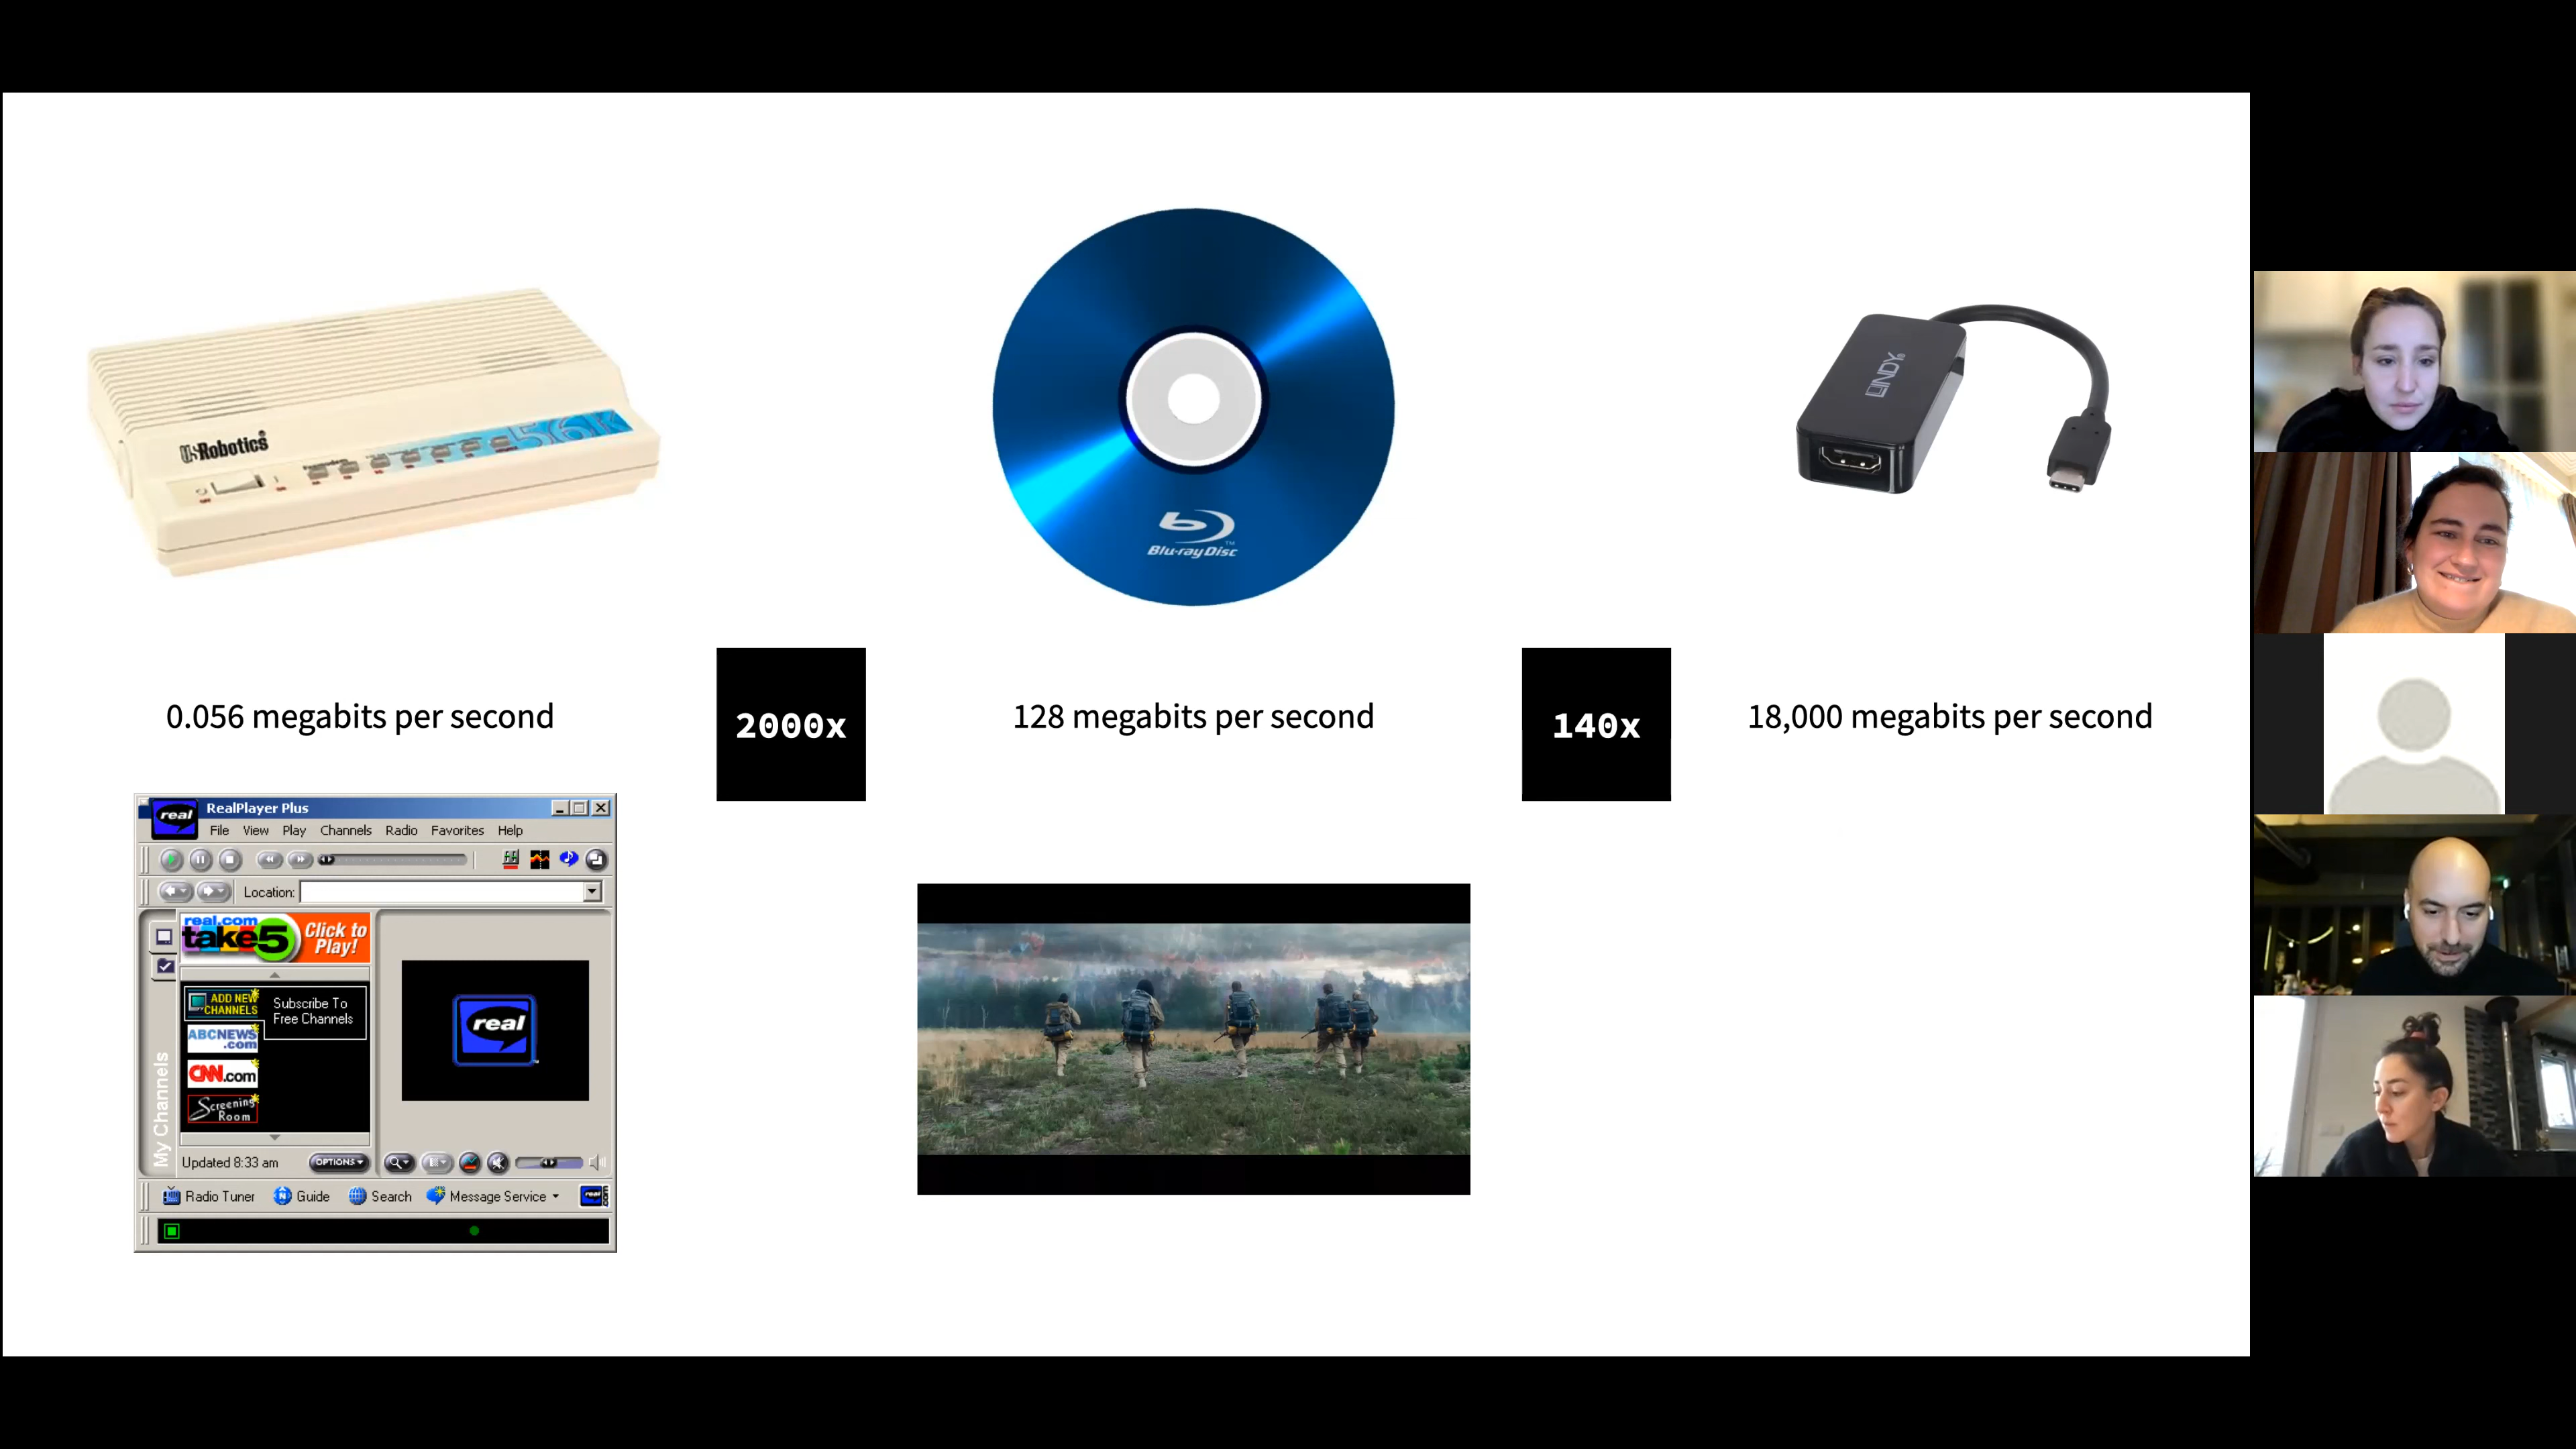 USRobotics
56K
Blu-ray Disc
LINDY
0.056 megabits per second
2000x
128 megabits per second
140x
18,000 megabits per second
real
RealPlayer Plus
File View Play Channels Radio Favorites Help
Location:
real.com
take5
Click to
Play!
ADD NEW
CHANNELS
Subscribe To
Free Channels
ABCNEWS
.com
CNN.com
Screening
Room
real
My Channels
Updated 8:33 am
OPTIONS
Radio Tuner Guide Search Message Service
real